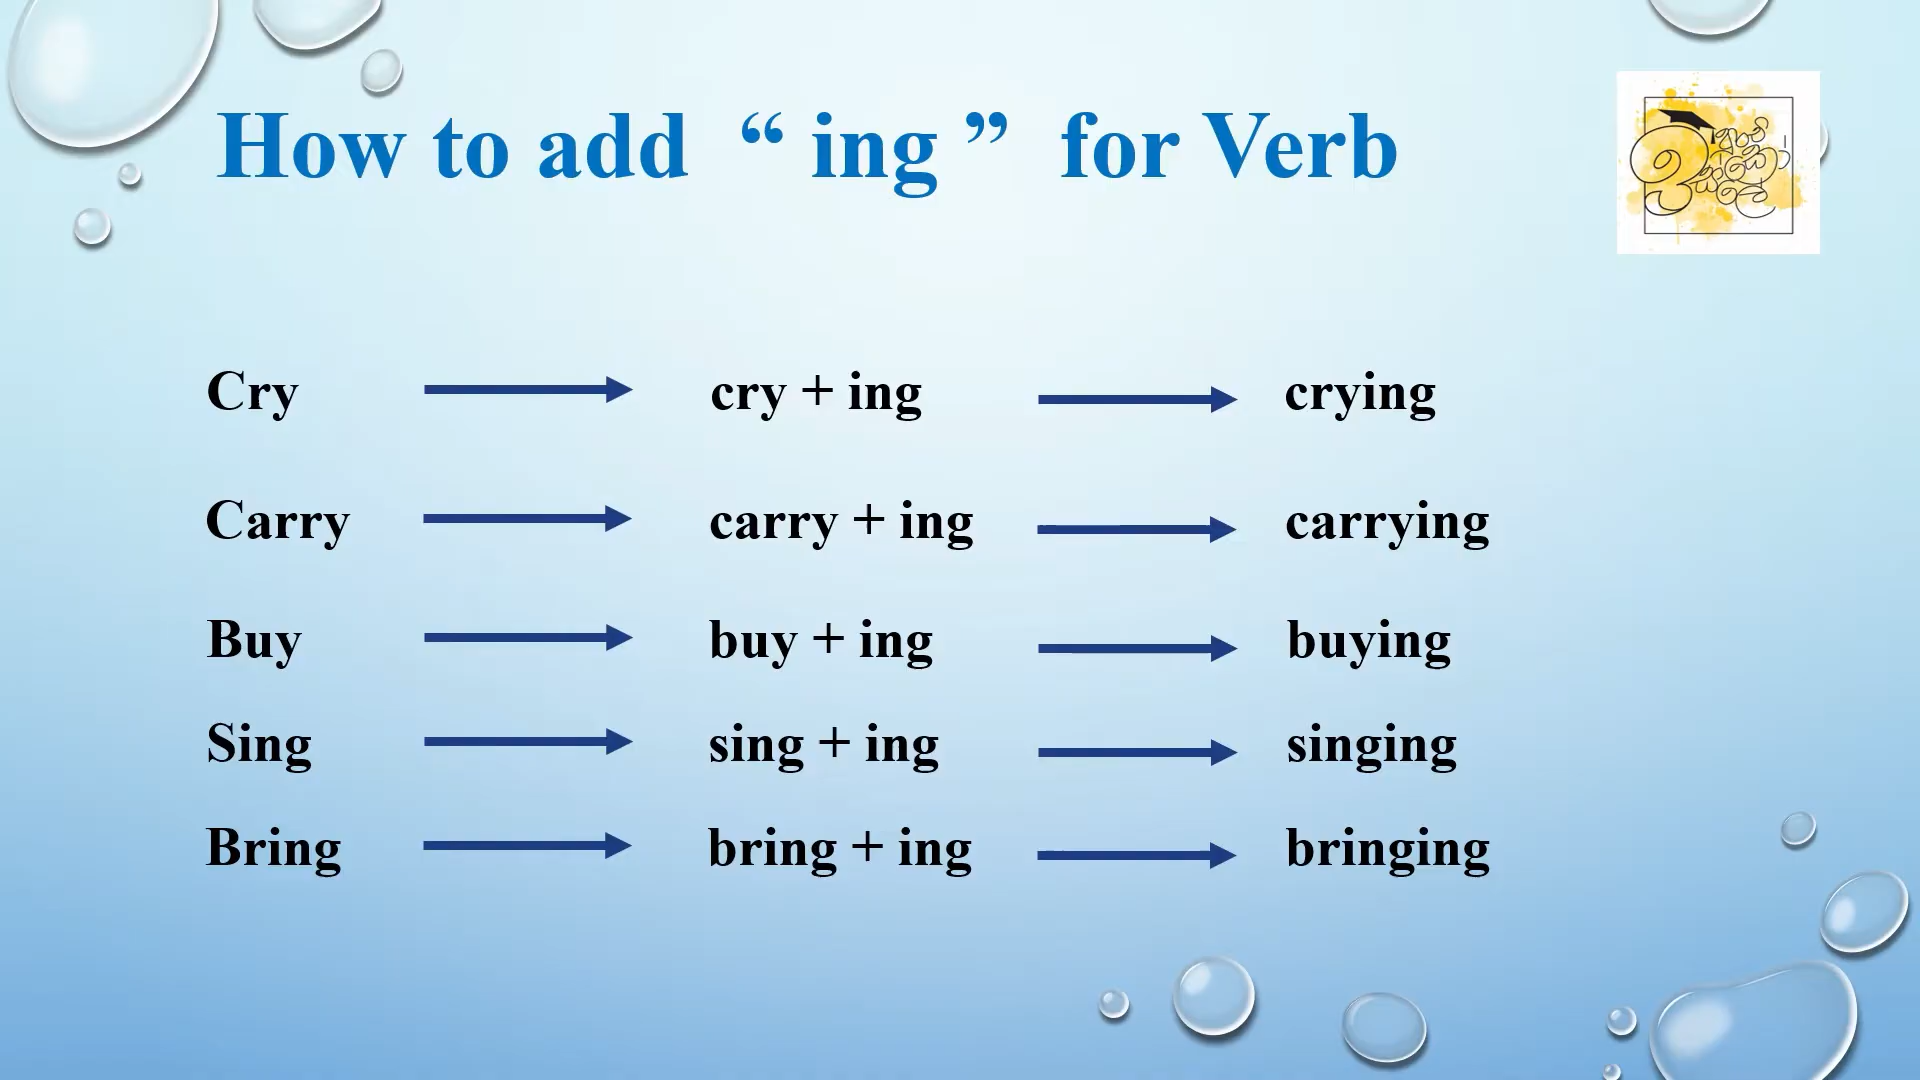 How to add “ ing ” for Verb
Cry cry + ing crying
Carry carry + ing carrying
Buy buy + ing buying
Sing sing + ing singing
Bring bring + ing bringing